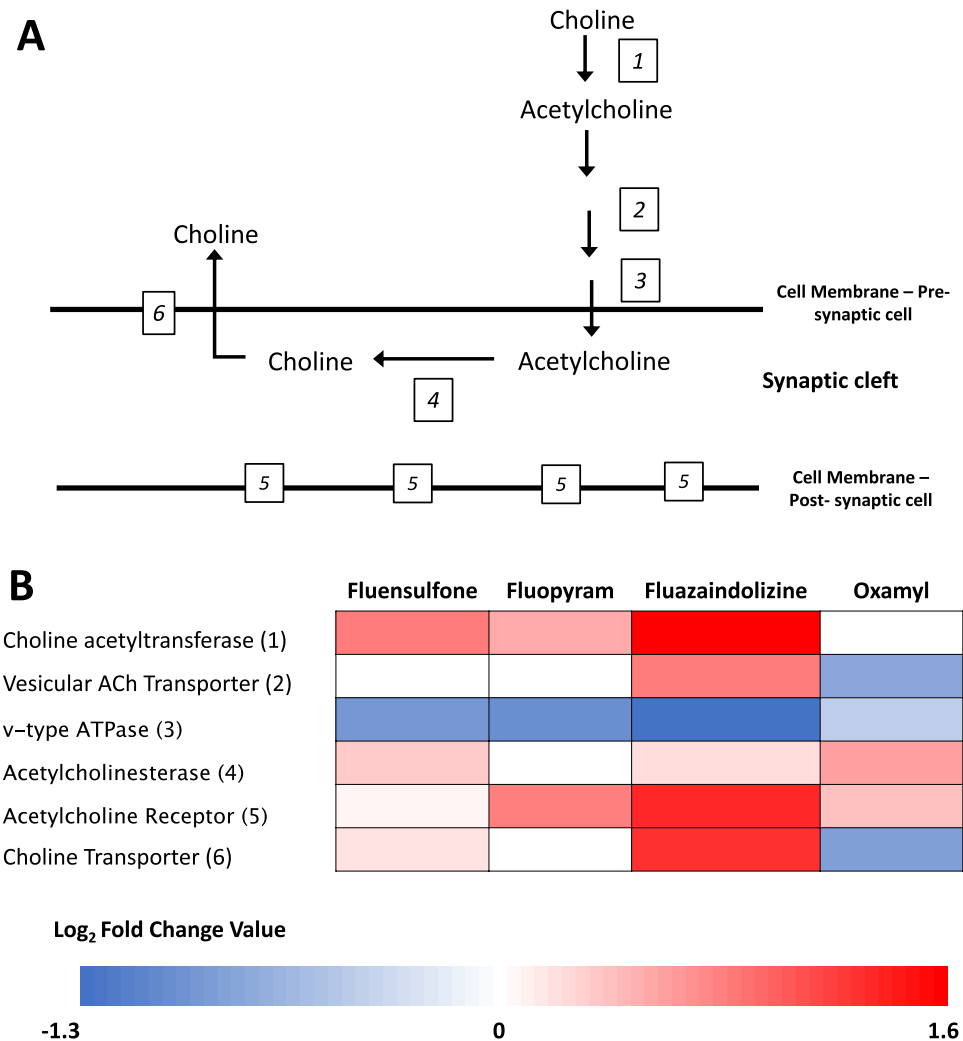 A
Choline
1
Acetylcholine
2
Choline
3
6
Cell Membrane – Pre-
synaptic cell
Choline
Acetylcholine
Synaptic cleft
4
5
5
5
5
Cell Membrane –
Post- synaptic cell
B
Fluensulfone Fluopyram Fluazaindolizine Oxamyl
Choline acetyltransferase (1)
Vesicular ACh Transporter (2)
v–type ATPase (3)
Acetylcholinesterase (4)
Acetylcholine Receptor (5)
Choline Transporter (6)
Log2 Fold Change Value
-1.3 0 1.6